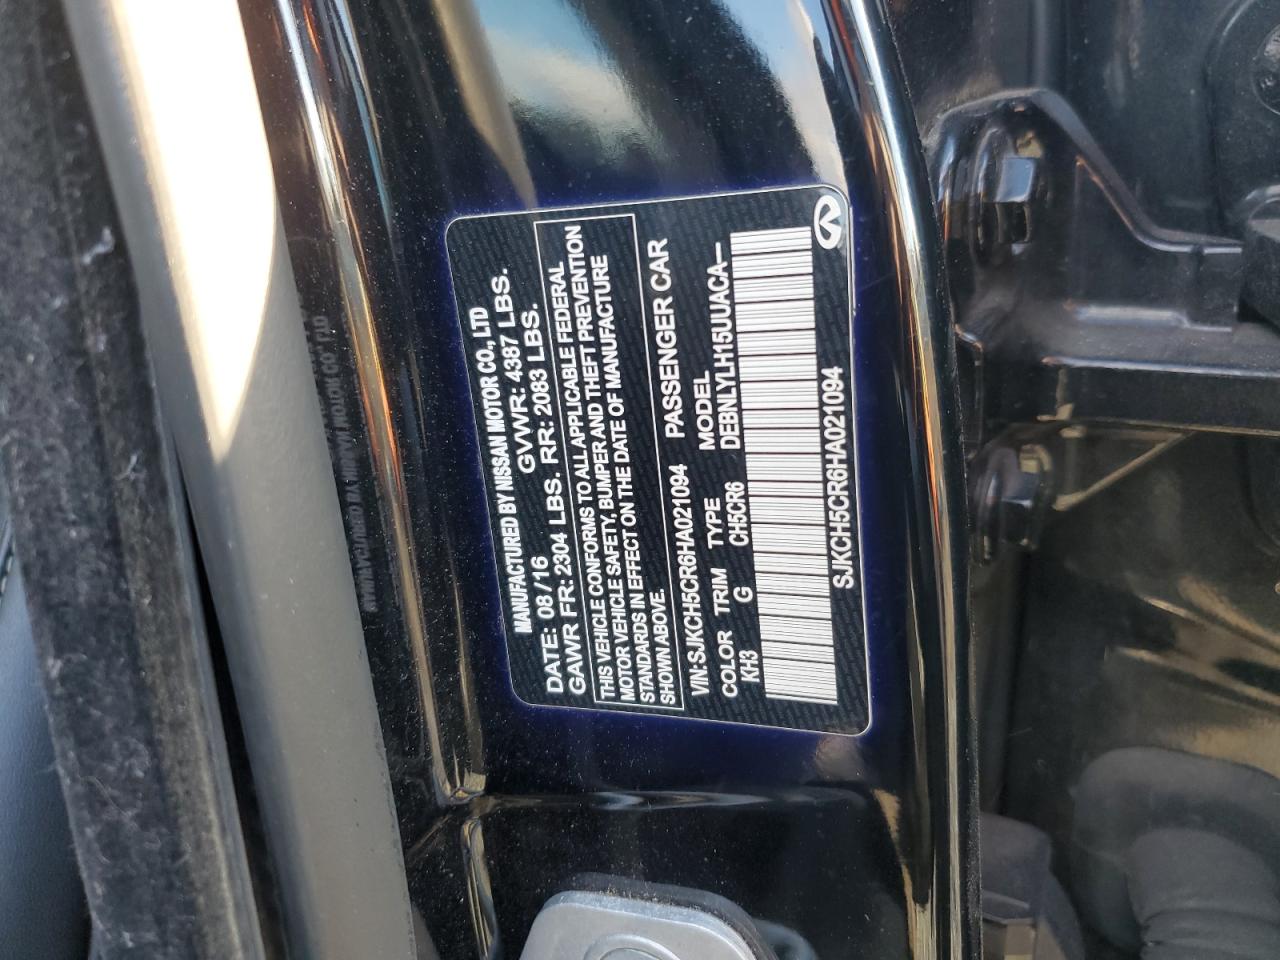 MANUFACTURED BY NISSAN MOTOR CO., LTD
DATE: 08 /16 GVWR: 4387 LBS.
GAWR FR: 2304 LBS. RR: 2083 LBS.
THIS VEHICLE CONFORMS TO ALL APPLICABLE FEDERAL
MOTOR VEHICLE SAFETY, BUMPER AND THEFT PREVENTION
STANDARDS IN EFFECT ON THE DATE OF MANUFACTURE
SHOWN ABOVE.
VIN:SJKCH5CR6HA021094 PASSENGER CAR
COLOR TRIM TYPE MODEL
KH3 G CH5CR6 DEBNLYLH15UUACA–
SJKCH5CR6HA021094